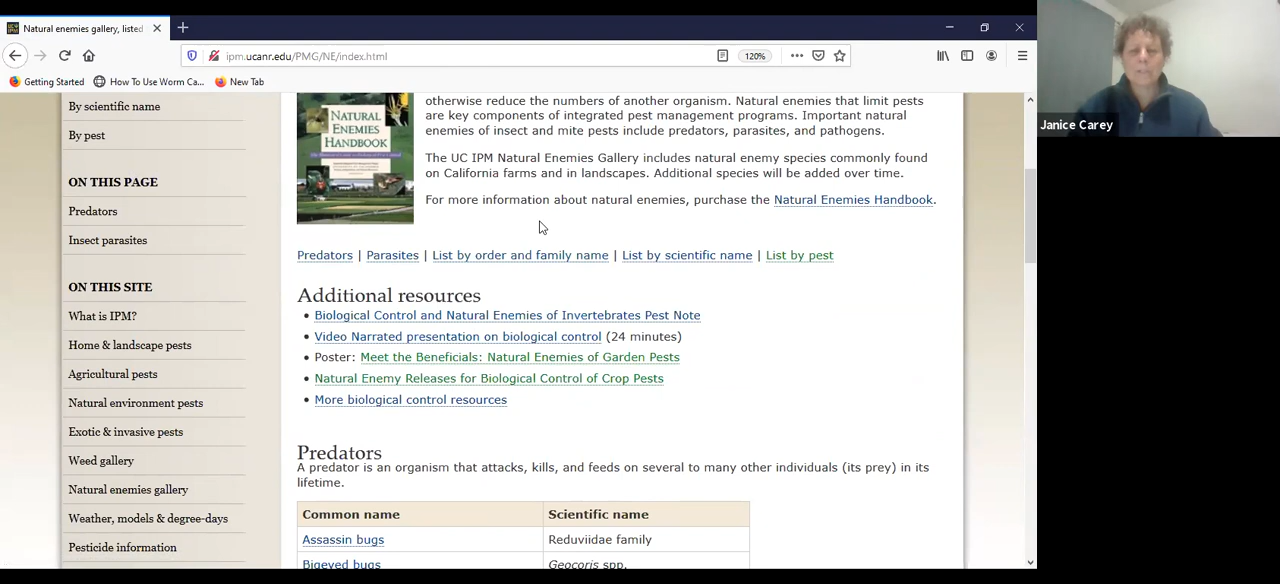 Natural enemies gallery, listed
ipm.ucanr.edu/PMG/NE/index.html
120%
Getting Started
How To Use Worm Ca...
New Tab
Janice Carey
By scientific name
By pest
ON THIS PAGE
Predators
Insect parasites
ON THIS SITE
What is IPM?
Home & landscape pests
Agricultural pests
Natural environment pests
Exotic & invasive pests
Weed gallery
Natural enemies gallery
Weather, models & degree-days
Pesticide information
NATURAL
ENEMIES
HANDBOOK
otherwise reduce the numbers of another organism. Natural enemies that limit pests
are key components of integrated pest management programs. Important natural
enemies of insect and mite pests include predators, parasites, and pathogens.
The UC IPM Natural Enemies Gallery includes natural enemy species commonly found
on California farms and in landscapes. Additional species will be added over time.
For more information about natural enemies, purchase the Natural Enemies Handbook.
Predators | Parasites | List by order and family name | List by scientific name | List by pest
Additional resources
• Biological Control and Natural Enemies of Invertebrates Pest Note
• Video Narrated presentation on biological control (24 minutes)
• Poster: Meet the Beneficials: Natural Enemies of Garden Pests
• Natural Enemy Releases for Biological Control of Crop Pests
• More biological control resources
Predators
A predator is an organism that attacks, kills, and feeds on several to many other individuals (its prey) in its
lifetime.
Common name Scientific name
Assassin bugs Reduviidae family
Bigeyed bugs Geocoris spp.